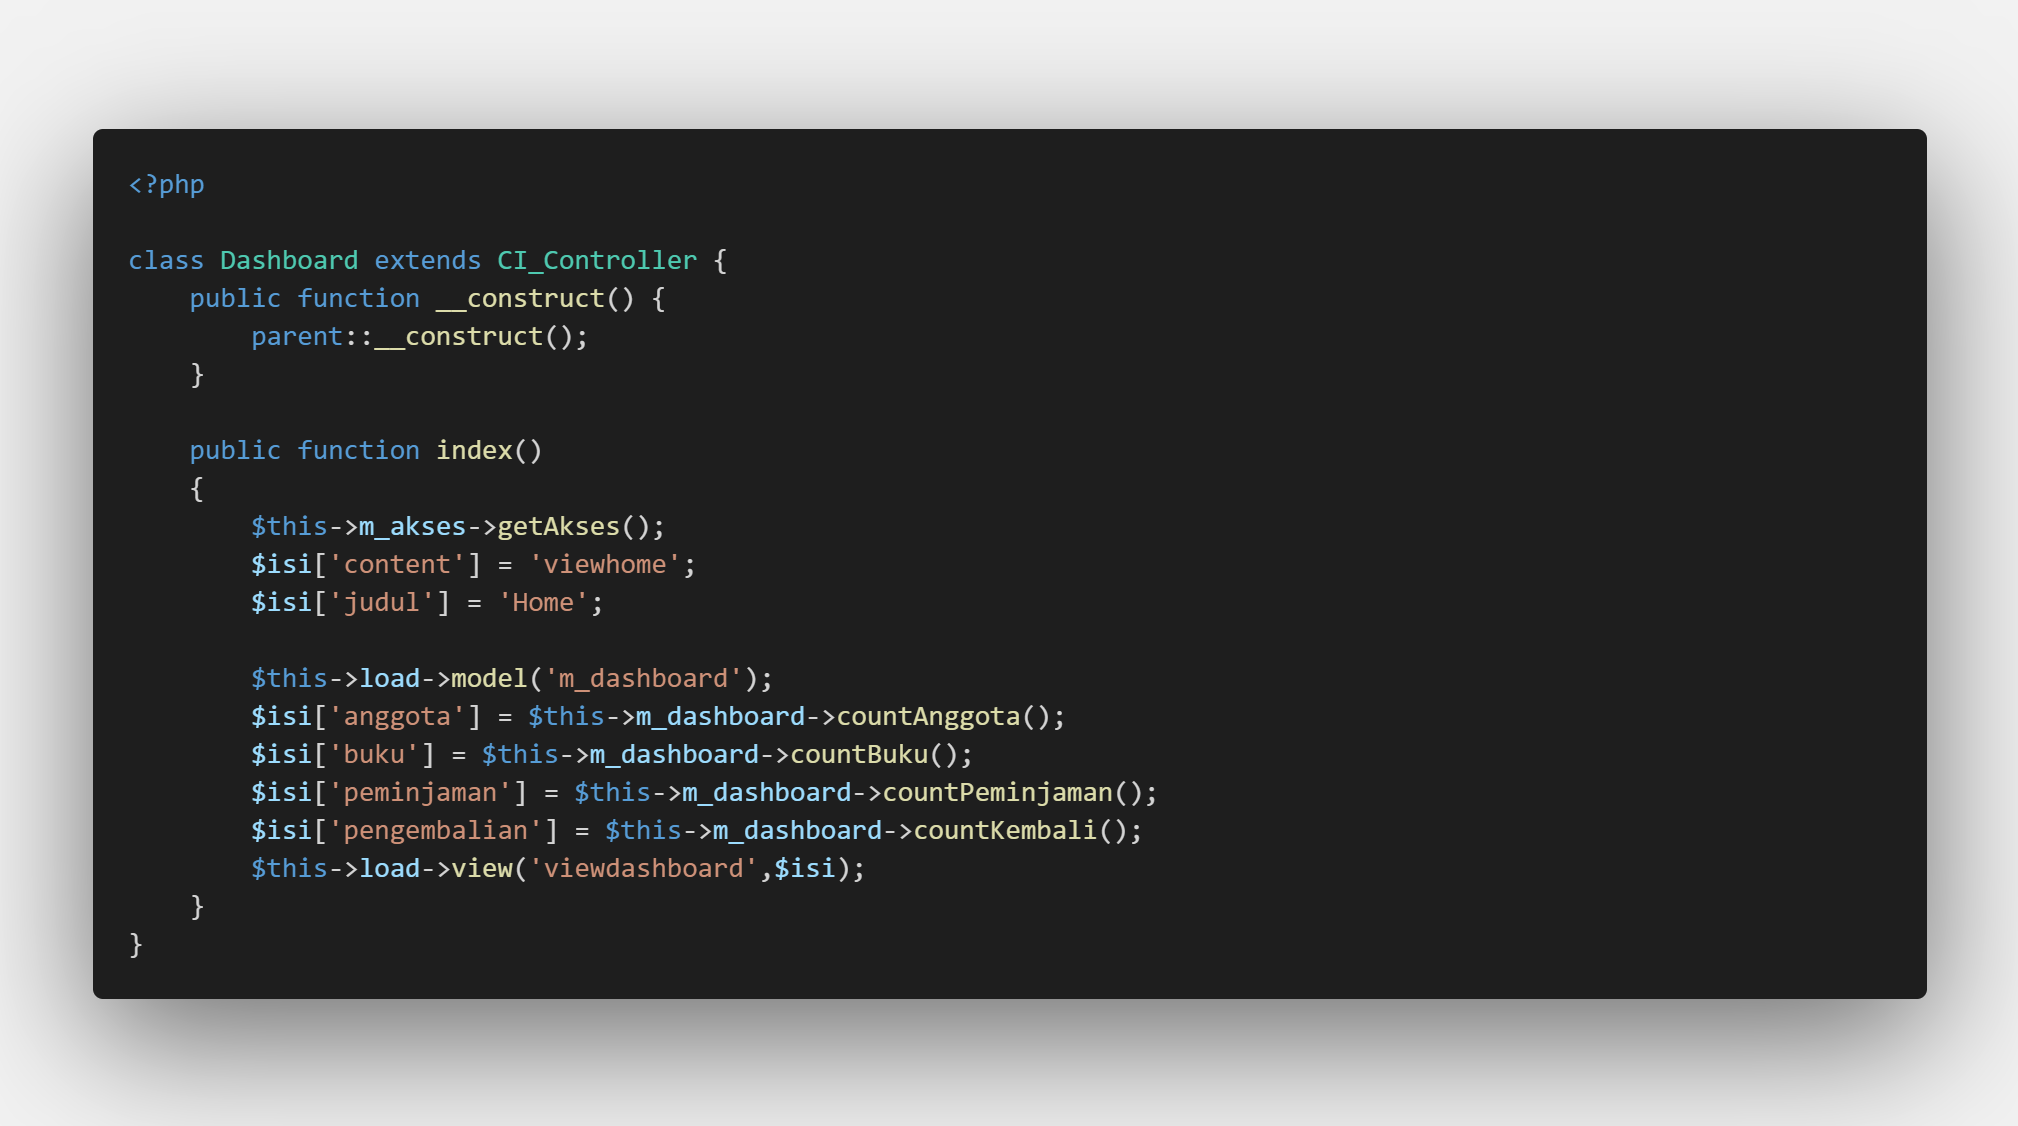 <?php
class Dashboard extends CI_Controller {
    public function __construct() {
        parent::__construct();
    }
    public function index()
    {
        $this->m_akses->getAkses();
        $isi['content'] = 'viewhome';
        $isi['judul'] = 'Home';
        $this->load->model('m_dashboard');
        $isi['anggota'] = $this->m_dashboard->countAnggota();
        $isi['buku'] = $this->m_dashboard->countBuku();
        $isi['peminjaman'] = $this->m_dashboard->countPeminjaman();
        $isi['pengembalian'] = $this->m_dashboard->countKembali();
        $this->load->view('viewdashboard',$isi);
    }
}